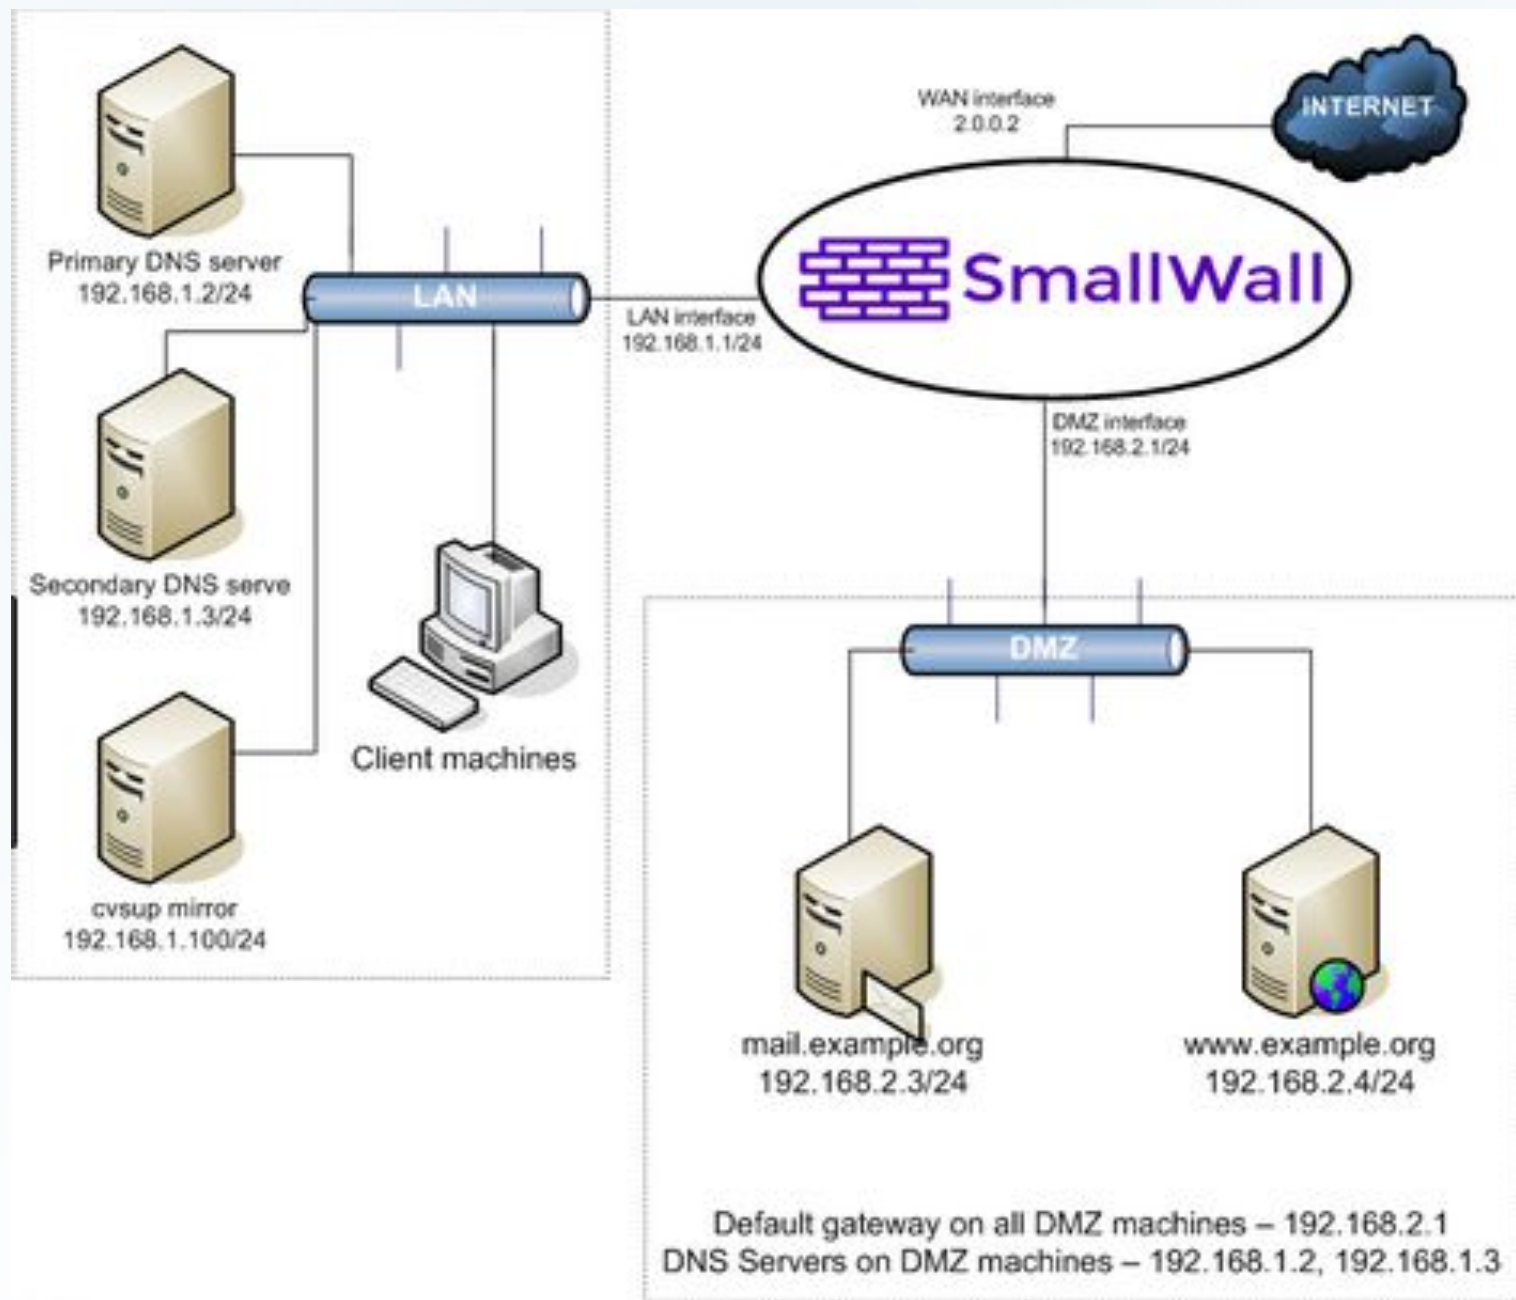 WAN interface
2.0.0.2
INTERNET
SmallWall
Primary DNS server
192.168.1.2/24
LAN
LAN interface
192.168.1.1/24
DMZ interface
192.168.2.1/24
Secondary DNS serve
192.168.1.3/24
DMZ
Client machines
cvsup mirror
192.168.1.100/24
mail.example.org
192.168.2.3/24
www.example.org
192.168.2.4/24
Default gateway on all DMZ machines – 192.168.2.1
DNS Servers on DMZ machines – 192.168.1.2, 192.168.1.3